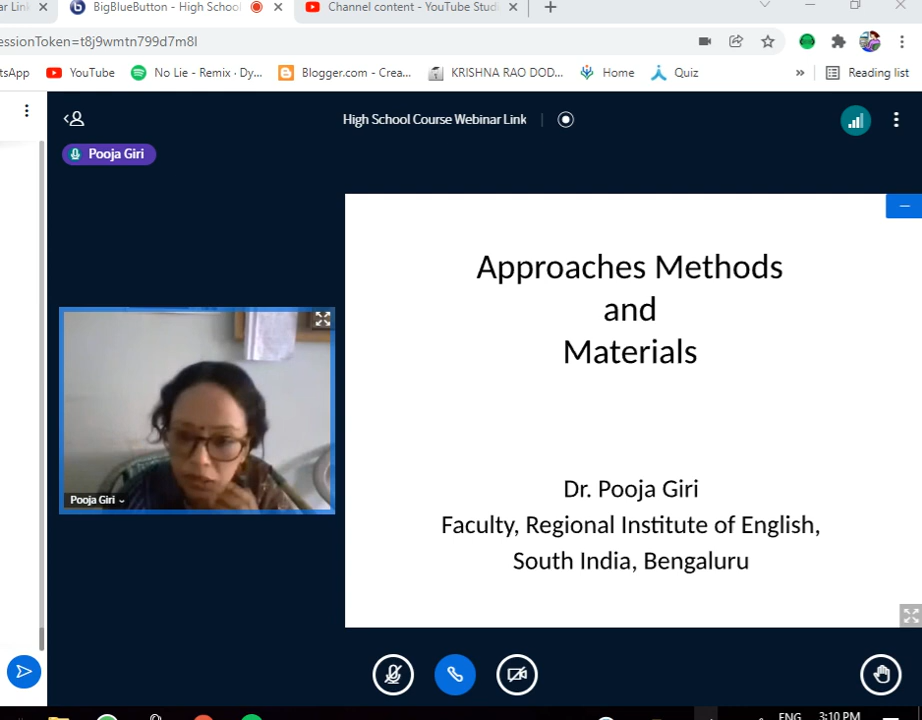 ar Linl
BigBlueButton - High School
Channel content - YouTube Stud
essionToken=t8j9wmtn799d7m8l
tsApp
YouTube
No Lie - Remix · Dy...
Blogger.com - Crea...
KRISHNA RAO DOD...
Home
Quiz
»
Reading list
High School Course Webinar Link
Pooja Giri
Approaches Methods
and
Materials
Dr. Pooja Giri
Faculty, Regional Institute of English,
South India, Bengaluru
Pooja Giri
ENG
3:10 PM